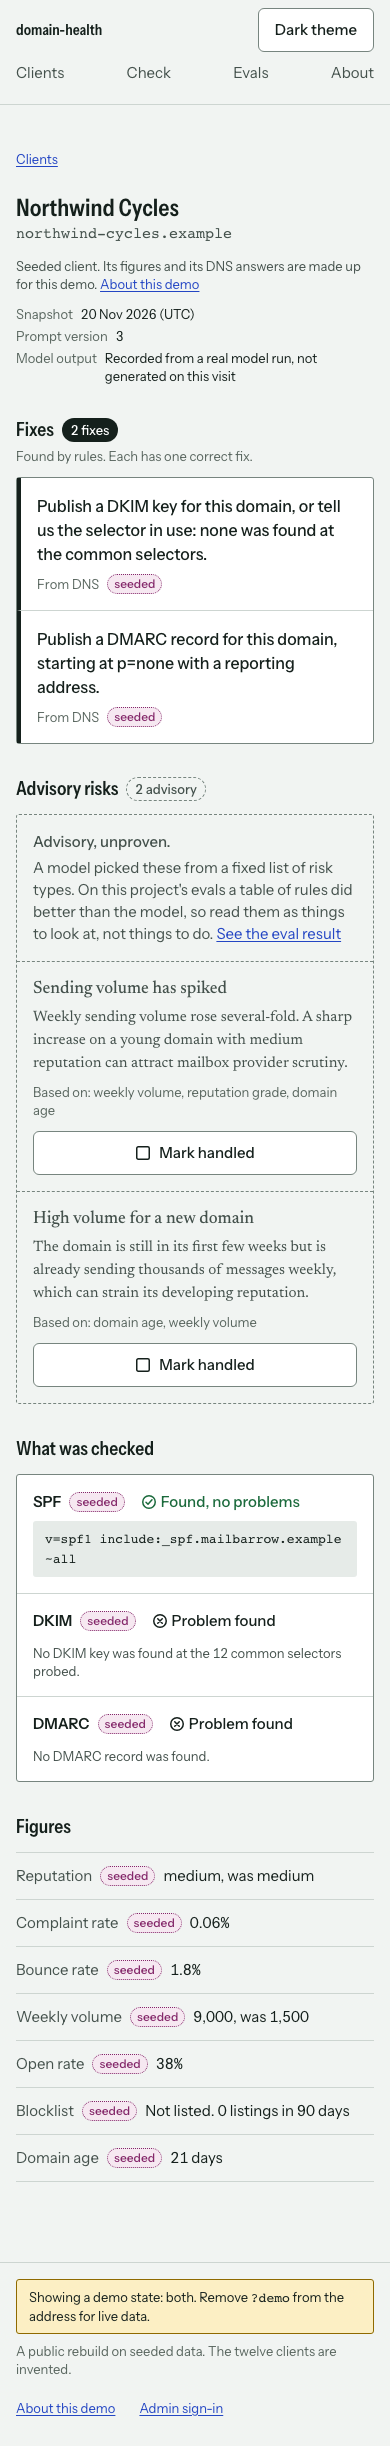 domain-health
Dark theme
Clients Check Evals About
Clients
Northwind Cycles
northwind-cycles.example
Seeded client. Its figures and its DNS answers are made up
for this demo. About this demo
Snapshot 20 Nov 2026 (UTC)
Prompt version 3
Model output Recorded from a real model run, not
generated on this visit
Fixes 2 fixes
Found by rules. Each has one correct fix.
Publish a DKIM key for this domain, or tell
us the selector in use: none was found at
the common selectors.
From DNS seeded
Publish a DMARC record for this domain,
starting at p=none with a reporting
address.
From DNS seeded
Advisory risks 2 advisory
Advisory, unproven.
A model picked these from a fixed list of risk
types. On this project's evals a table of rules did
better than the model, so read them as things
to look at, not things to do. See the eval result
Sending volume has spiked
Weekly sending volume rose several-fold. A sharp
increase on a young domain with medium
reputation can attract mailbox provider scrutiny.
Based on: weekly volume, reputation grade, domain
age
Mark handled
High volume for a new domain
The domain is still in its first few weeks but is
already sending thousands of messages weekly,
which can strain its developing reputation.
Based on: domain age, weekly volume
Mark handled
What was checked
SPF seeded Found, no problems
v=spf1 include:_spf.mailbarrow.example
~all
DKIM seeded Problem found
No DKIM key was found at the 12 common selectors
probed.
DMARC seeded Problem found
No DMARC record was found.
Figures
Reputation seeded medium, was medium
Complaint rate seeded 0.06%
Bounce rate seeded 1.8%
Weekly volume seeded 9,000, was 1,500
Open rate seeded 38%
Blocklist seeded Not listed. 0 listings in 90 days
Domain age seeded 21 days
Showing a demo state: both. Remove ?demo from the
address for live data.
A public rebuild on seeded data. The twelve clients are
invented.
About this demo Admin sign-in